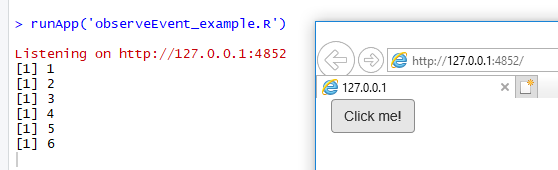 > runApp('observeEvent_example.R')
Listening on http://127.0.0.1:4852
[1] 1
[1] 2
[1] 3
[1] 4
[1] 5
[1] 6
http://127.0.0.1:4852/
127.0.0.1
Click me!